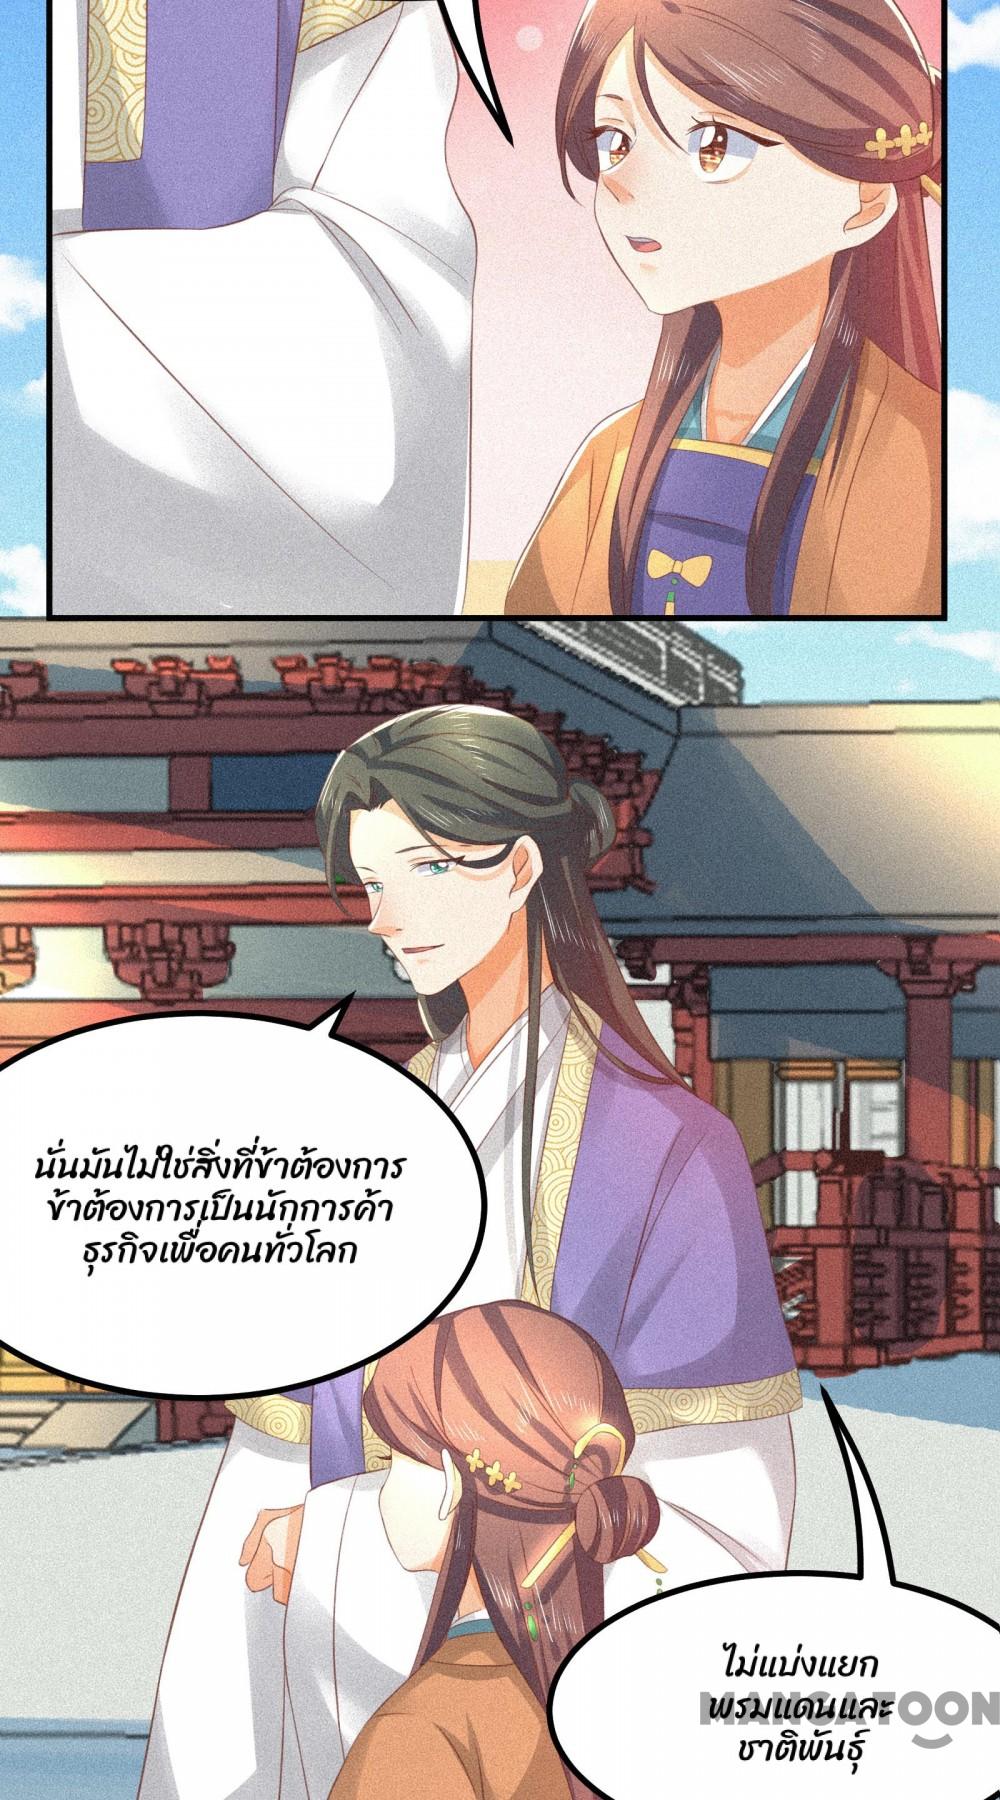 นั่นมันไม่ใช่สิ่งที่ข้าต้องการ
ข้าต้องการเป็นนักการค้า
ธุรกิจเพื่อคนทั่วโลก
ไม่แบ่งแยก
พรมแดนและ
ชาติพันธุ์
MANGATOON